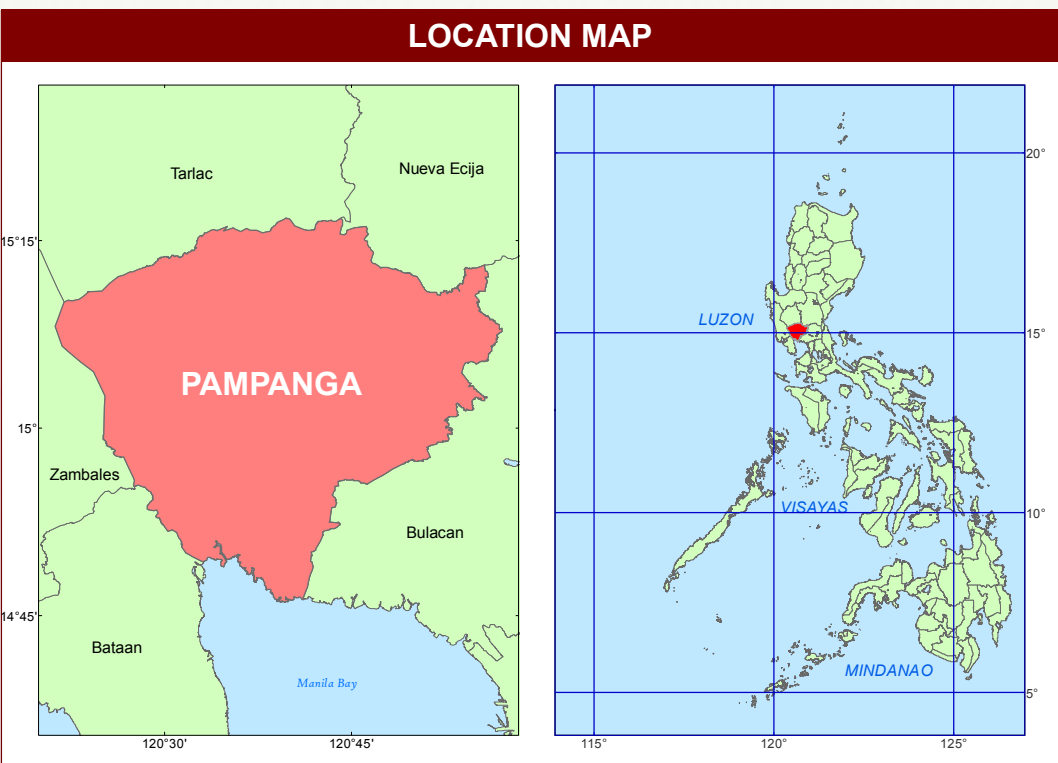 LOCATION MAP
Tarlac
Nueva Ecija
15°15'
PAMPANGA
15°
Zambales
Bulacan
14°45'
Bataan
Manila Bay
120°30'
120°45'
20°
LUZON
15°
VISAYAS
10°
MINDANAO
5°
115°
120°
125°